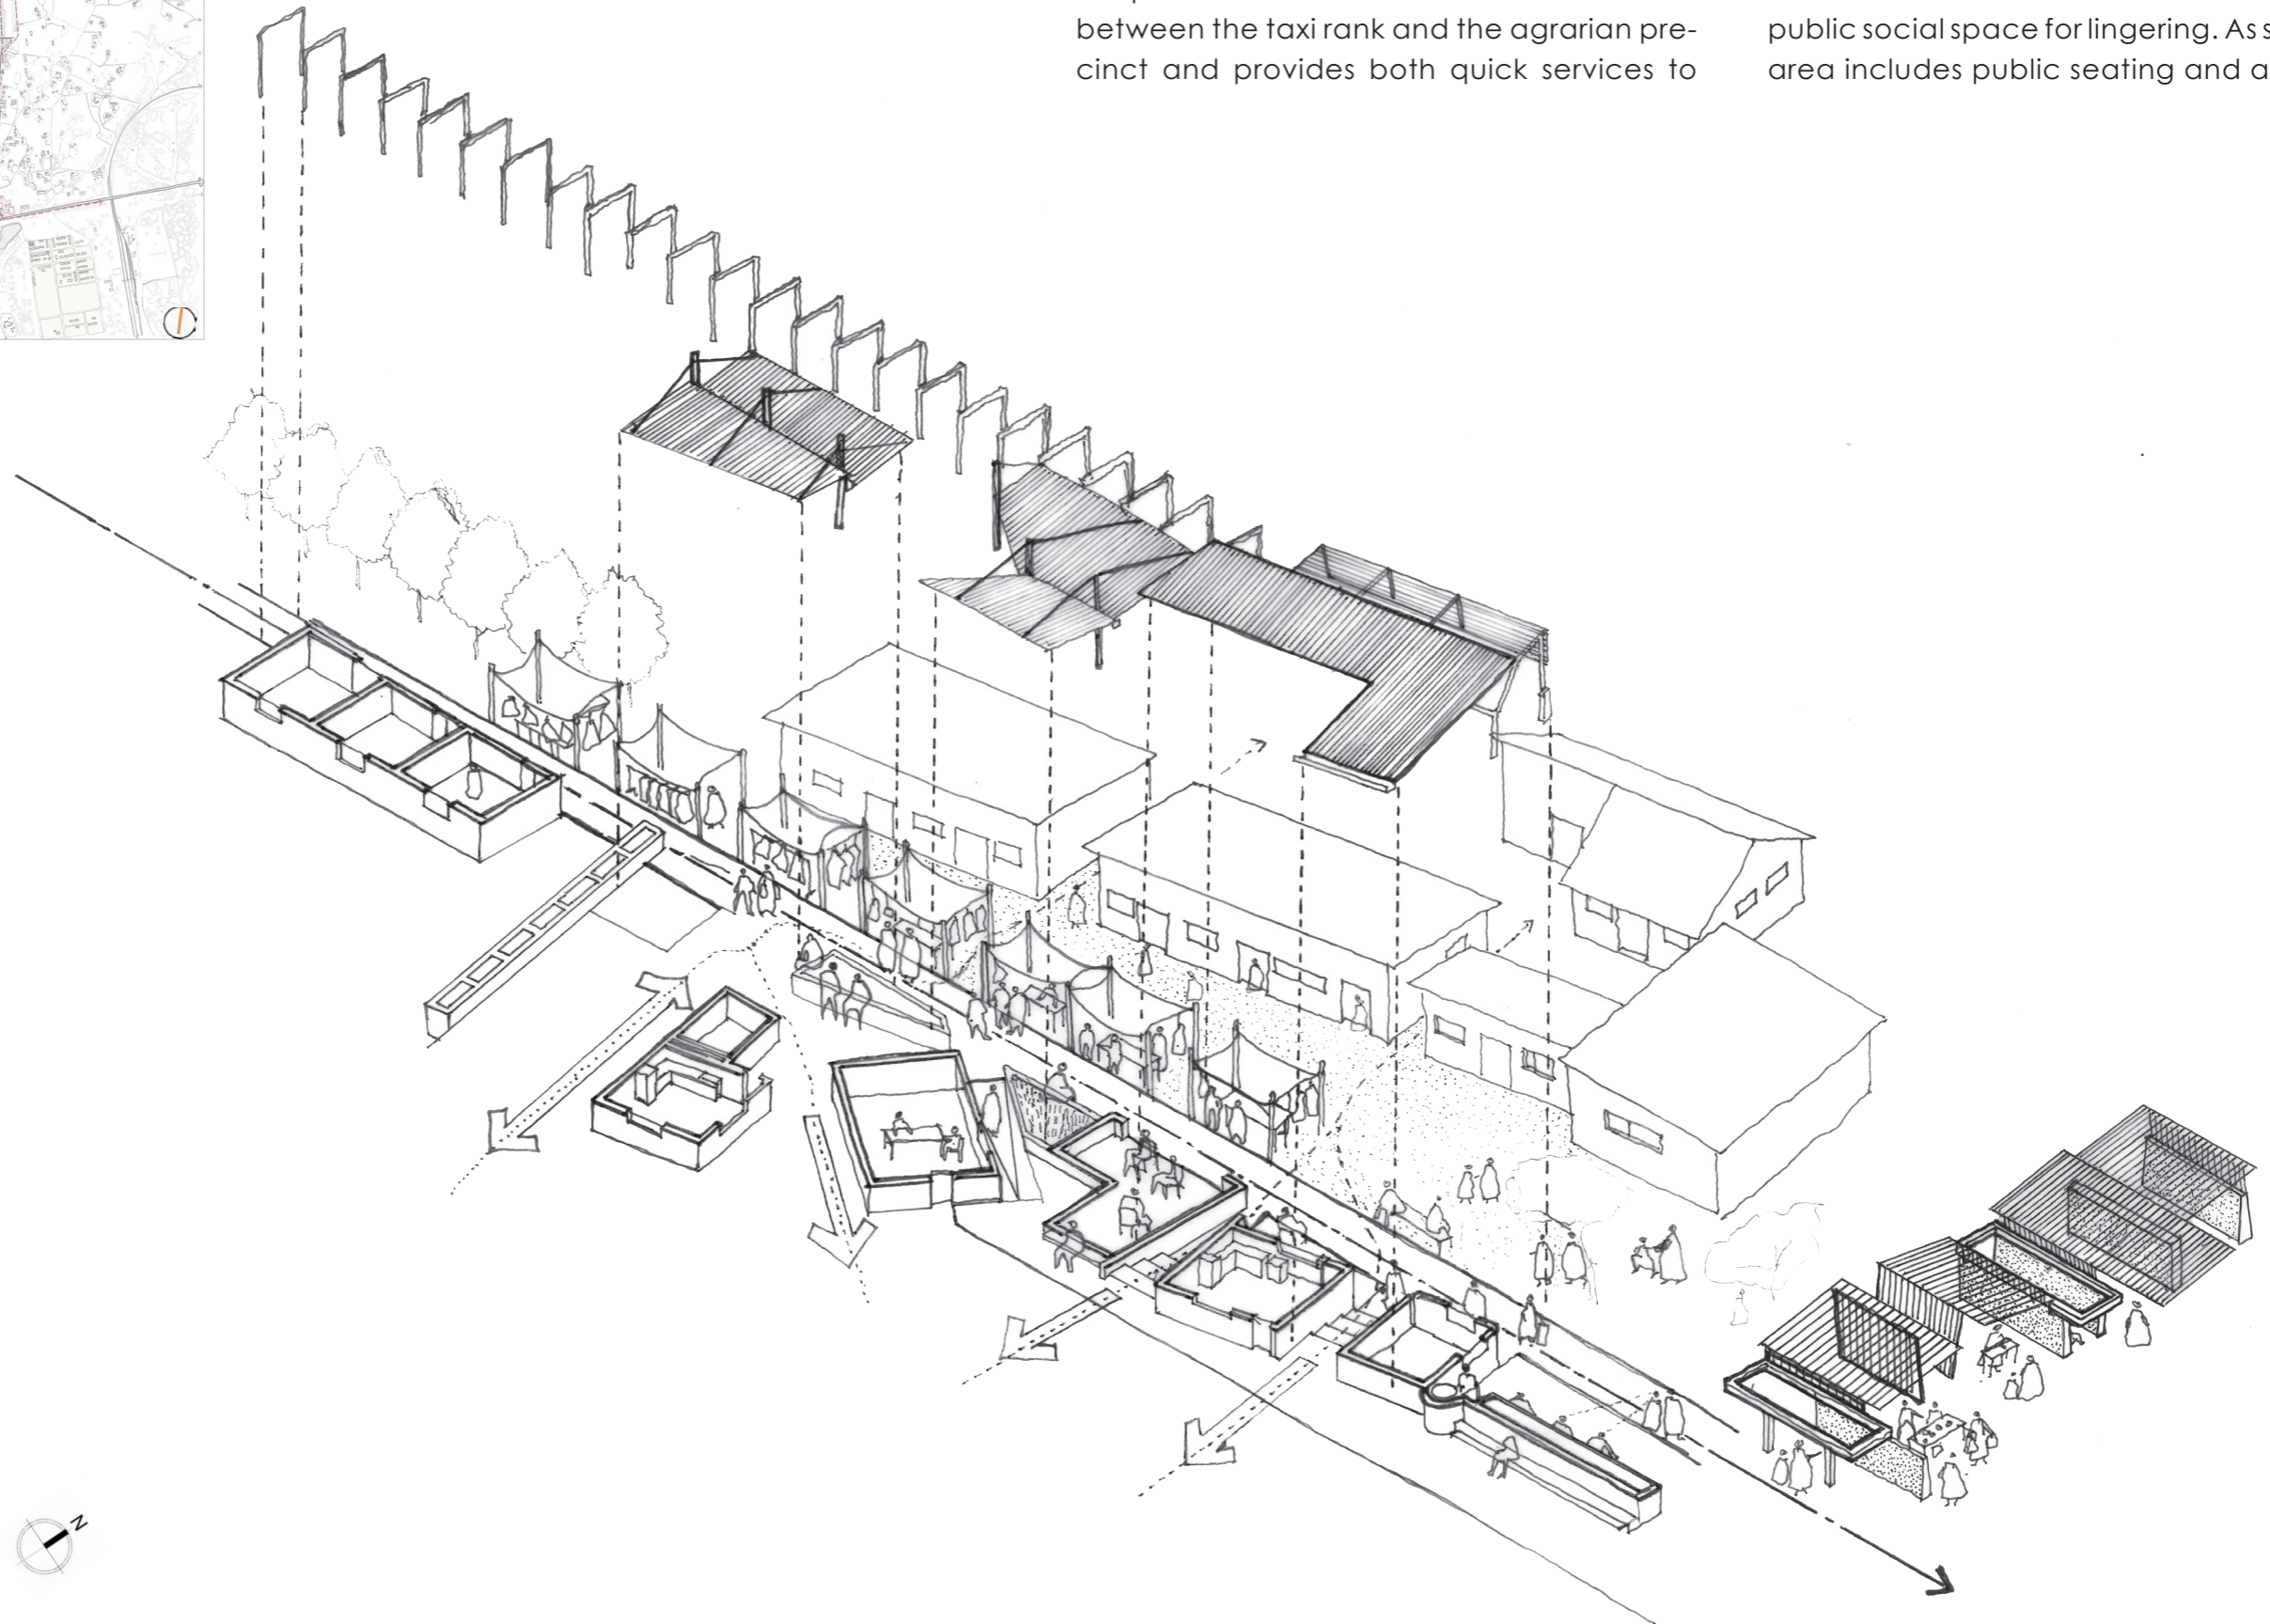 between the taxi rank and the agrarian pre-
cinct and provides both quick services to
public social space for lingering. As s
area includes public seating and a
N